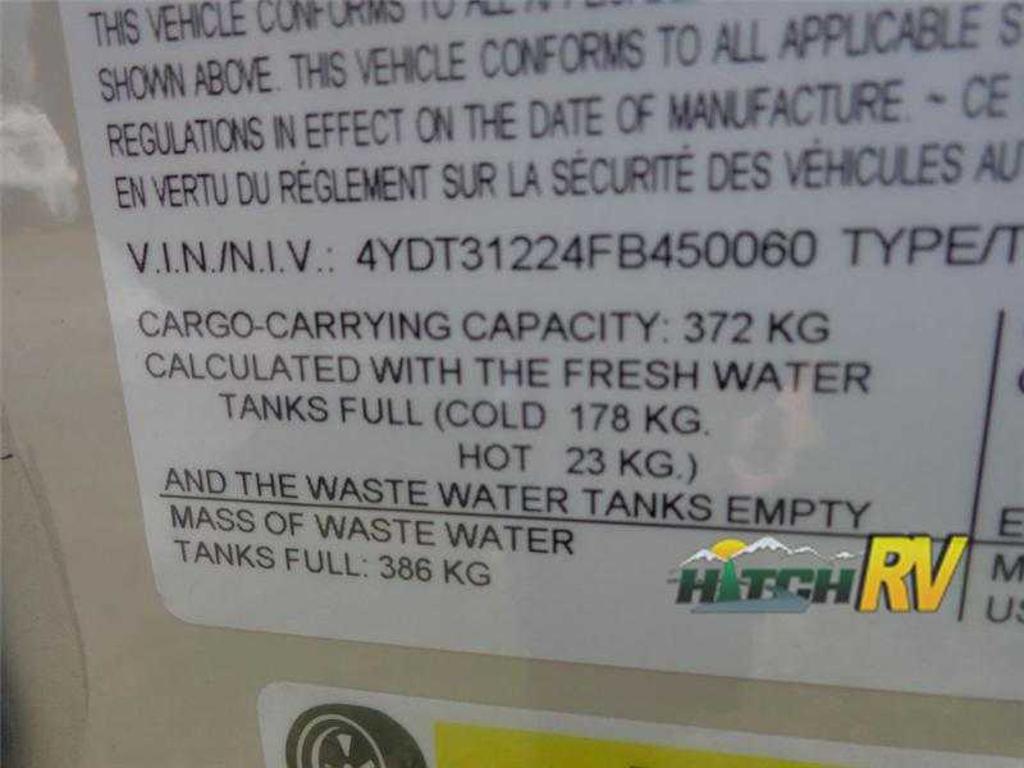 THIS VEHICLE CONFORMS TO ALL
SHOWN ABOVE. THIS VEHICLE CONFORMS TO ALL APPLICABLE S
REGULATIONS IN EFFECT ON THE DATE OF MANUFACTURE. ~ CE
EN VERTU DU RÉGLEMENT SUR LA SÉCURITÉ DES VÉHICULES AU
V.I.N./N.I.V.: 4YDT31224FB450060 TYPE/T
CARGO-CARRYING CAPACITY: 372 KG
CALCULATED WITH THE FRESH WATER
TANKS FULL (COLD 178 KG.
HOT 23 KG.)
AND THE WASTE WATER TANKS EMPTY
MASS OF WASTE WATER
TANKS FULL: 386 KG
E
M
US
HITCH RV